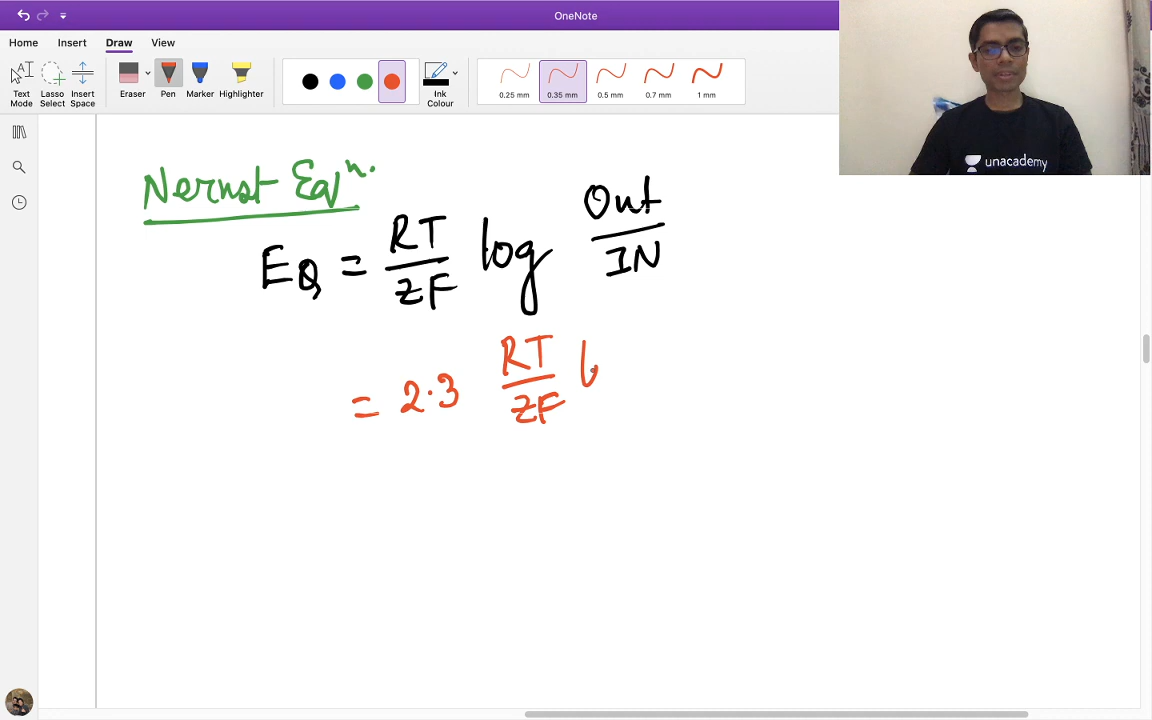 OneNote
Home Insert Draw View
Text Mode Lasso Select Insert Space Eraser Pen Marker Highlighter Ink Colour 0.25 mm 0.35 mm 0.5 mm 0.7 mm 1 mm
unacademy
Nernst Eqn.
EQ = RT/ZF log Out/IN
= 2.3 RT/ZF l